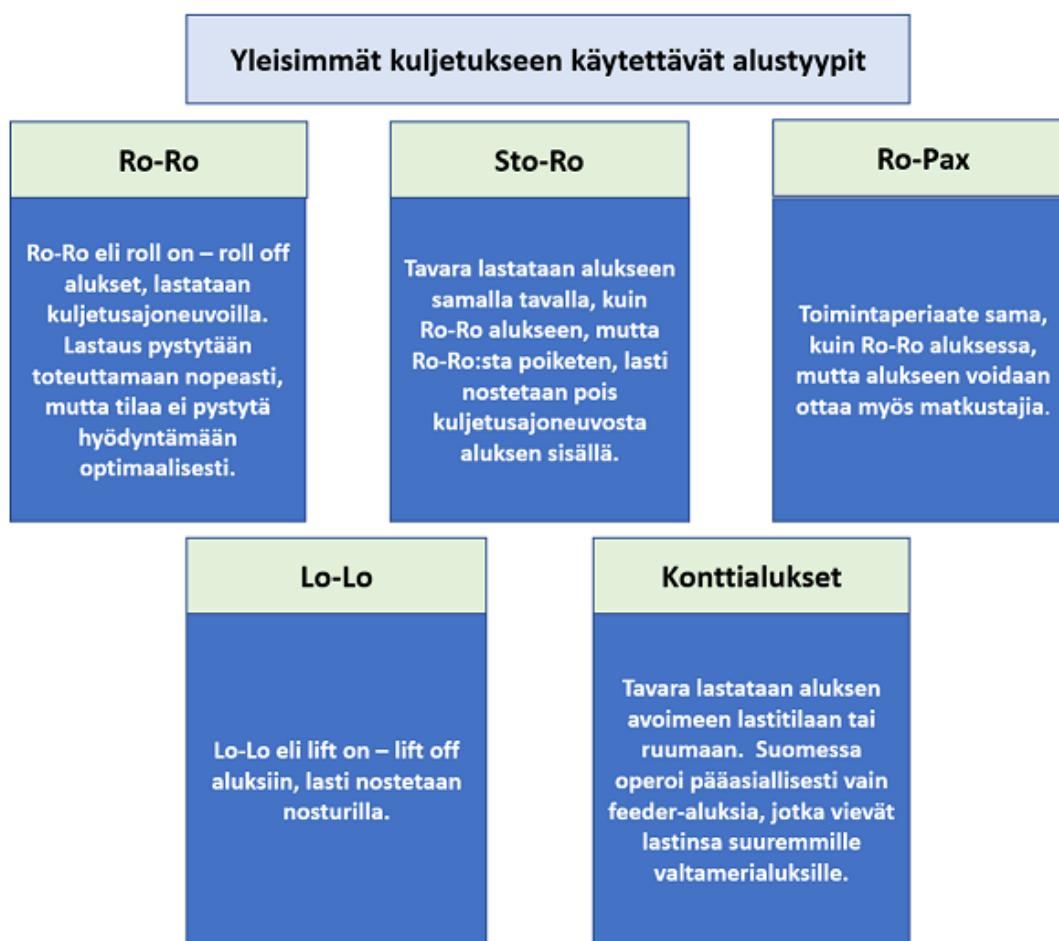 Yleisimmät kuljetukseen käytettävät alustyypit
Ro-Ro
Ro-Ro eli roll on – roll off
alukset, lastataan
kuljetusajoneuvoilla.
Lastaus pystytään
toteuttamaan nopeasti,
mutta tilaa ei pystytä
hyödyntämään
optimaalisesti.
Sto-Ro
Tavara lastataan alukseen
samalla tavalla, kuin
Ro-Ro alukseen, mutta
Ro-Ro:sta poiketen, lasti
nostetaan pois
kuljetusajoneuvosta
aluksen sisällä.
Ro-Pax
Toimintaperiaate sama,
kuin Ro-Ro aluksessa,
mutta alukseen voidaan
ottaa myös matkustajia.
Lo-Lo
Lo-Lo eli lift on – lift off
aluksiin, lasti nostetaan
nosturilla.
Konttialukset
Tavara lastataan aluksen
avoimeen lastitilaan tai
ruumaan. Suomessa
operoi pääasiallisesti vain
feeder-aluksia, jotka vievät
lastinsa suuremmille
valtamerialuksille.